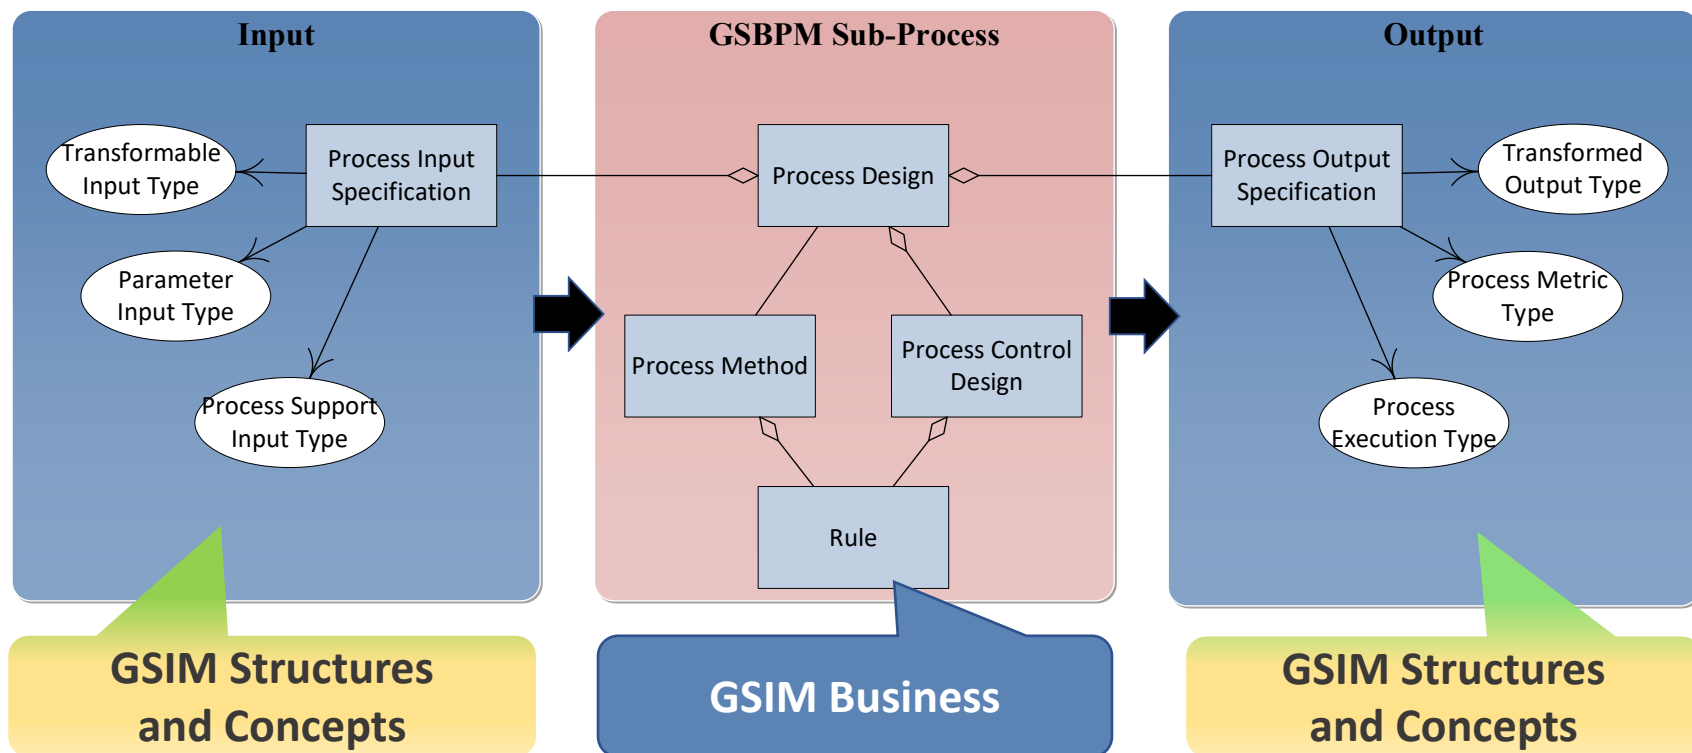 Input
Transformable
Input Type
Process Input
Specification
Parameter
Input Type
Process Support
Input Type
GSBPM Sub-Process
Process Design
Process Method
Process Control
Design
Rule
Output
Process Output
Specification
Transformed
Output Type
Process Metric
Type
Process
Execution Type
GSIM Structures
and Concepts
GSIM Business
GSIM Structures
and Concepts